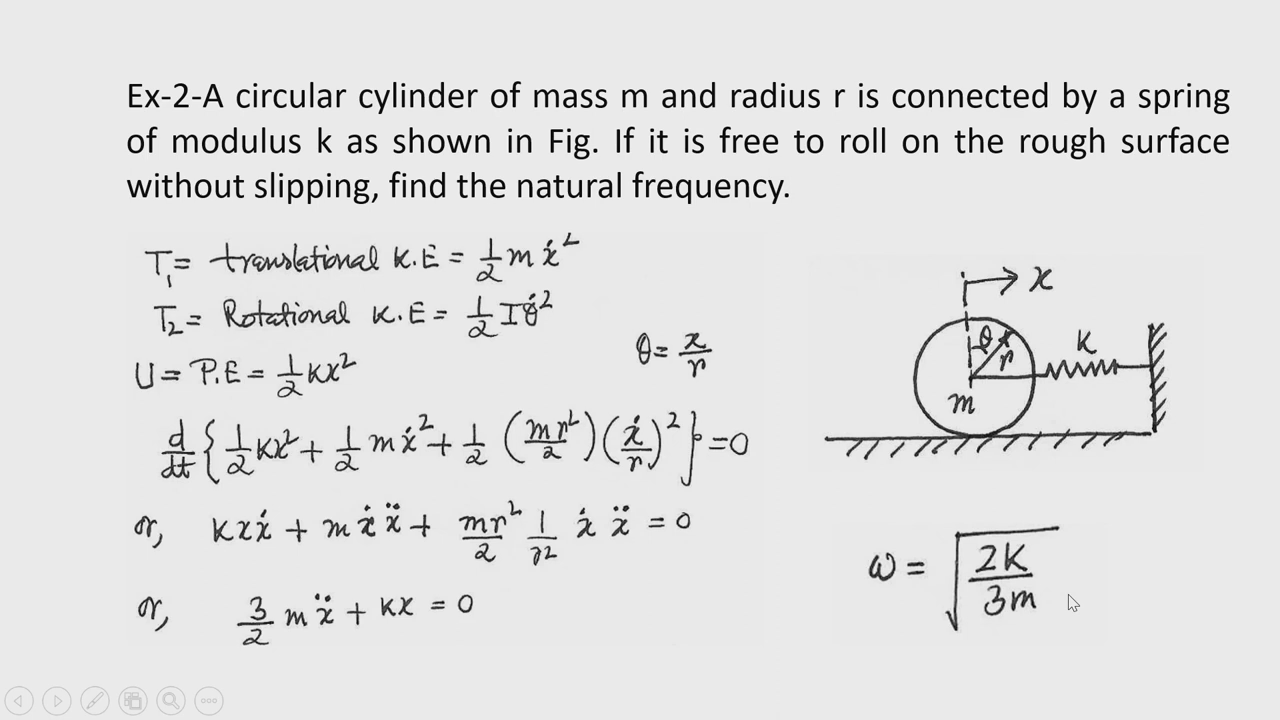 Ex-2-A circular cylinder of mass m and radius r is connected by a spring
of modulus k as shown in Fig. If it is free to roll on the rough surface
without slipping, find the natural frequency.
T₁ = translational K.E = 1/2 m ẋ²
T₂ = Rotational K.E = 1/2 I θ̇²
U = P.E = 1/2 Kx²
θ = x/r
d/dt { 1/2 Kx² + 1/2 m ẋ² + 1/2 (mr²/2) (ẋ/r)² } = 0
or, K x ẋ + m ẋ ẍ + mr²/2 1/r² ẋ ẍ = 0
or, 3/2 m ẍ + Kx = 0
x
θ
r
K
m
ω = √(2K/3m)